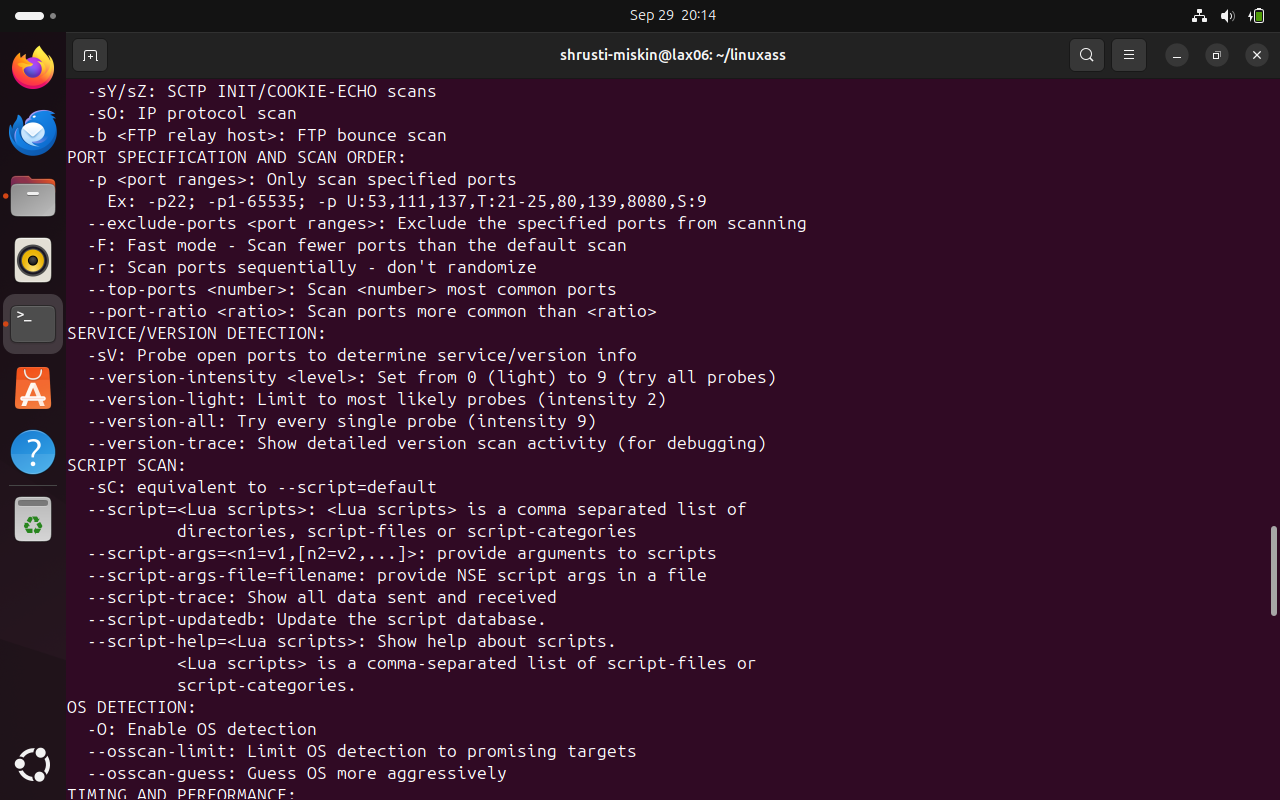 Sep 29 20:14
shrusti-miskin@lax06: ~/linuxass
-sY/sZ: SCTP INIT/COOKIE-ECHO scans
-sO: IP protocol scan
-b <FTP relay host>: FTP bounce scan
PORT SPECIFICATION AND SCAN ORDER:
-p <port ranges>: Only scan specified ports
Ex: -p22; -p1-65535; -p U:53,111,137,T:21-25,80,139,8080,S:9
--exclude-ports <port ranges>: Exclude the specified ports from scanning
-F: Fast mode - Scan fewer ports than the default scan
-r: Scan ports sequentially - don't randomize
--top-ports <number>: Scan <number> most common ports
--port-ratio <ratio>: Scan ports more common than <ratio>
SERVICE/VERSION DETECTION:
-sV: Probe open ports to determine service/version info
--version-intensity <level>: Set from 0 (light) to 9 (try all probes)
--version-light: Limit to most likely probes (intensity 2)
--version-all: Try every single probe (intensity 9)
--version-trace: Show detailed version scan activity (for debugging)
SCRIPT SCAN:
-sC: equivalent to --script=default
--script=<Lua scripts>: <Lua scripts> is a comma separated list of
directories, script-files or script-categories
--script-args=<n1=v1,[n2=v2,...]>: provide arguments to scripts
--script-args-file=filename: provide NSE script args in a file
--script-trace: Show all data sent and received
--script-updatedb: Update the script database.
--script-help=<Lua scripts>: Show help about scripts.
<Lua scripts> is a comma-separated list of script-files or
script-categories.
OS DETECTION:
-O: Enable OS detection
--osscan-limit: Limit OS detection to promising targets
--osscan-guess: Guess OS more aggressively
TIMING AND PERFORMANCE: